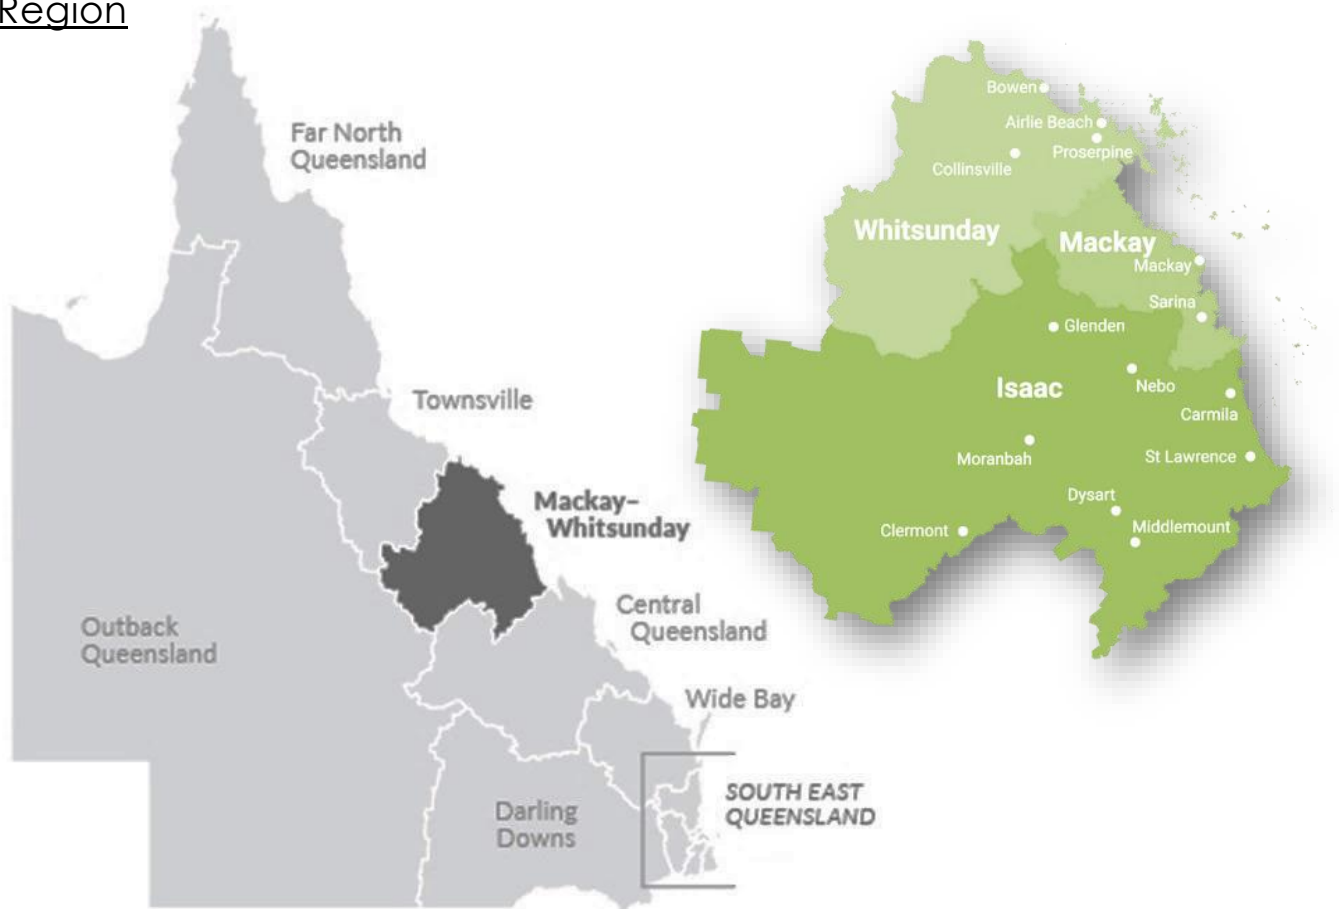 Region
Far North
Queensland
Townsville
Mackay–
Whitsunday
Central
Queensland
Outback
Queensland
Wide Bay
Darling
Downs
SOUTH EAST
QUEENSLAND
Bowen
Airlie Beach
Proserpine
Collinsville
Whitsunday
Mackay
Mackay
Sarina
Glenden
Isaac
Nebo
Carmila
Moranbah
St Lawrence
Dysart
Clermont
Middlemount